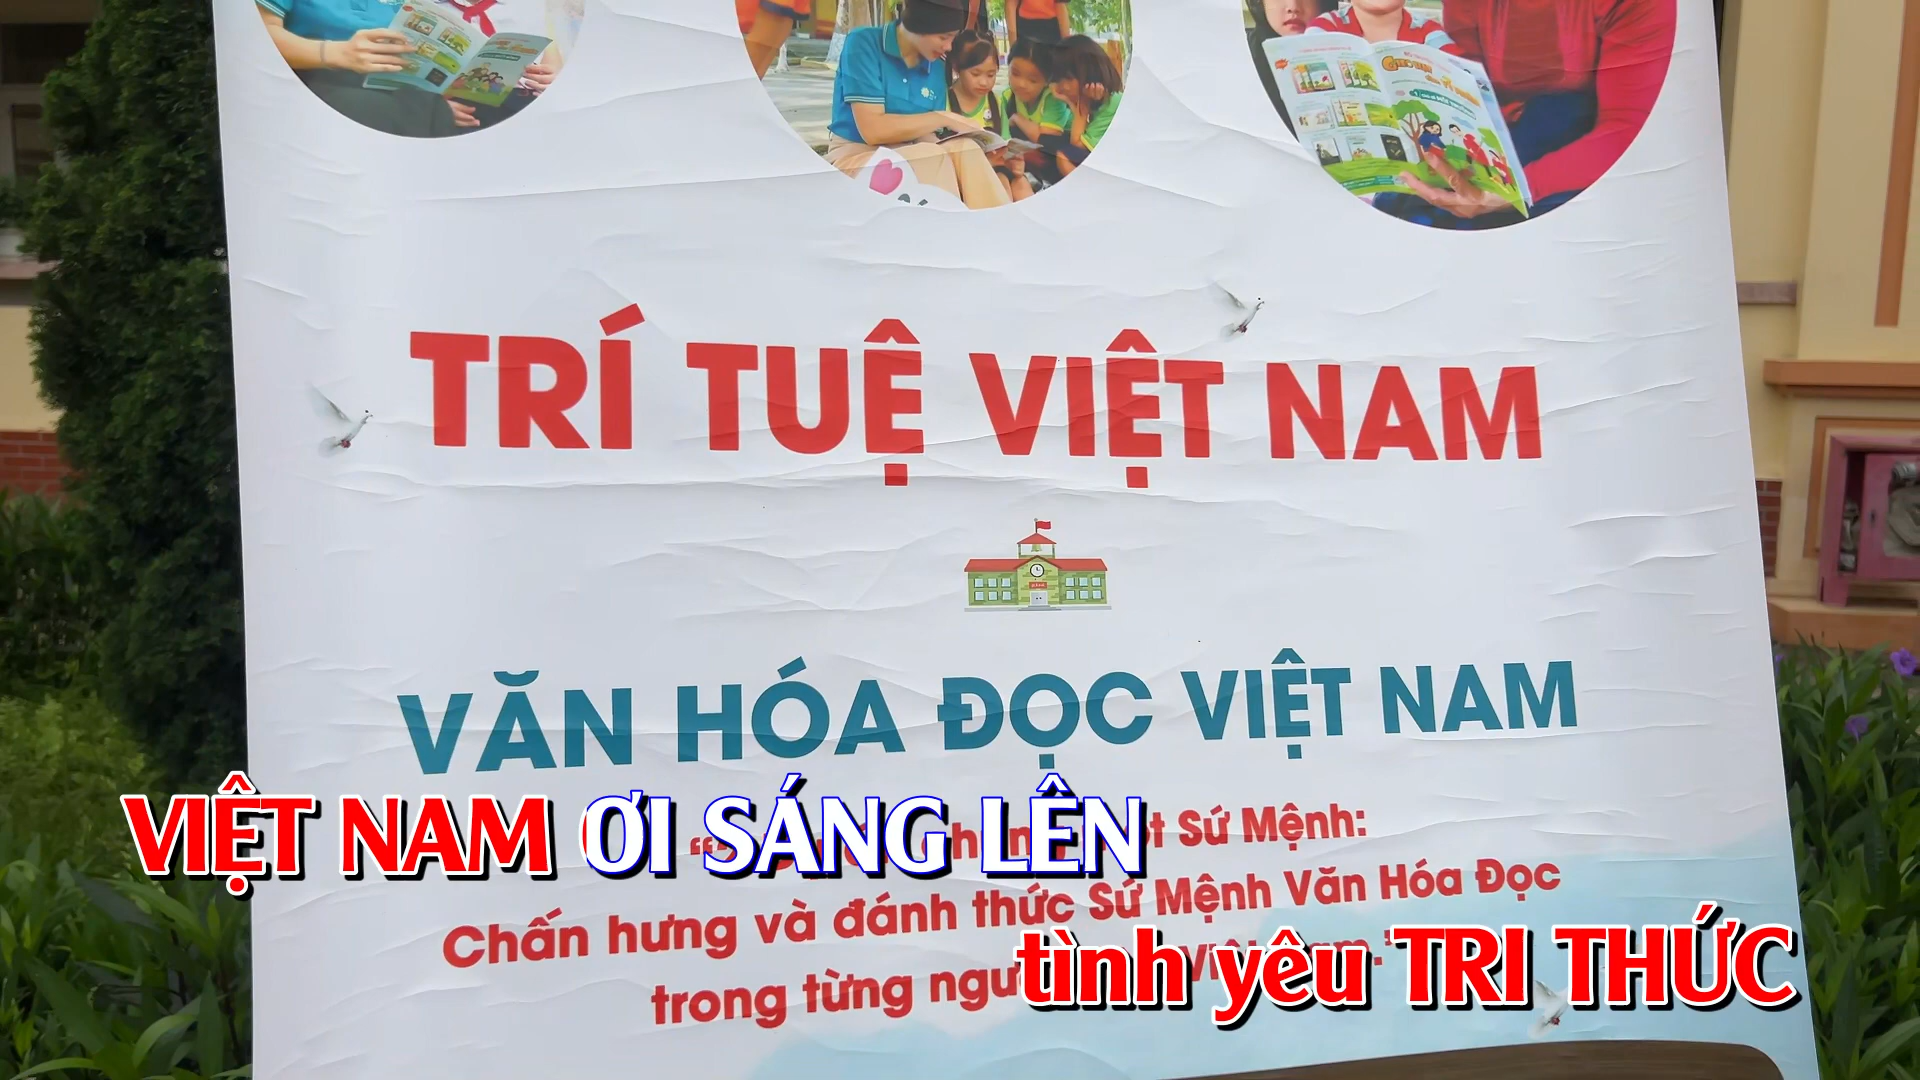 TRÍ TUỆ VIỆT NAM
VĂN HÓA ĐỌC VIỆT NAM
VIỆT NAM ƠI SÁNG LÊN
Sứ Mệnh:
Chấn hưng và đánh thức Sứ Mệnh Văn Hóa Đọc
trong từng
tình yêu TRI THỨC